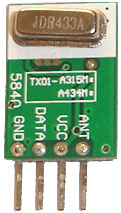 JDR433A
TX01-A315M
A434M
584A
GND
DATA
VCC
ANT